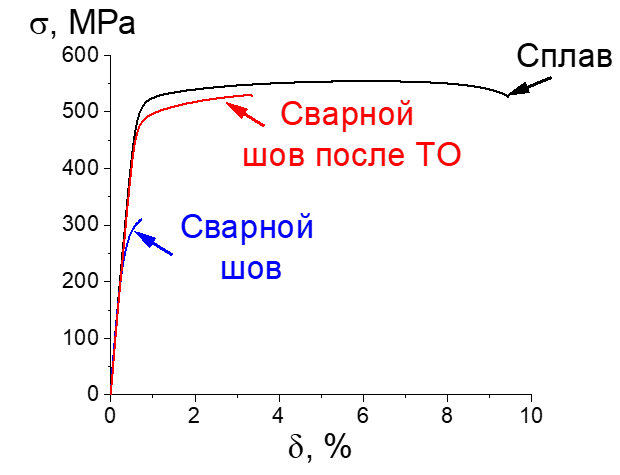 σ, MPa
600
500
400
300
200
100
0
0 2 4 6 8 10
δ, %
Сплав
Сварной
шов после ТО
Сварной
шов